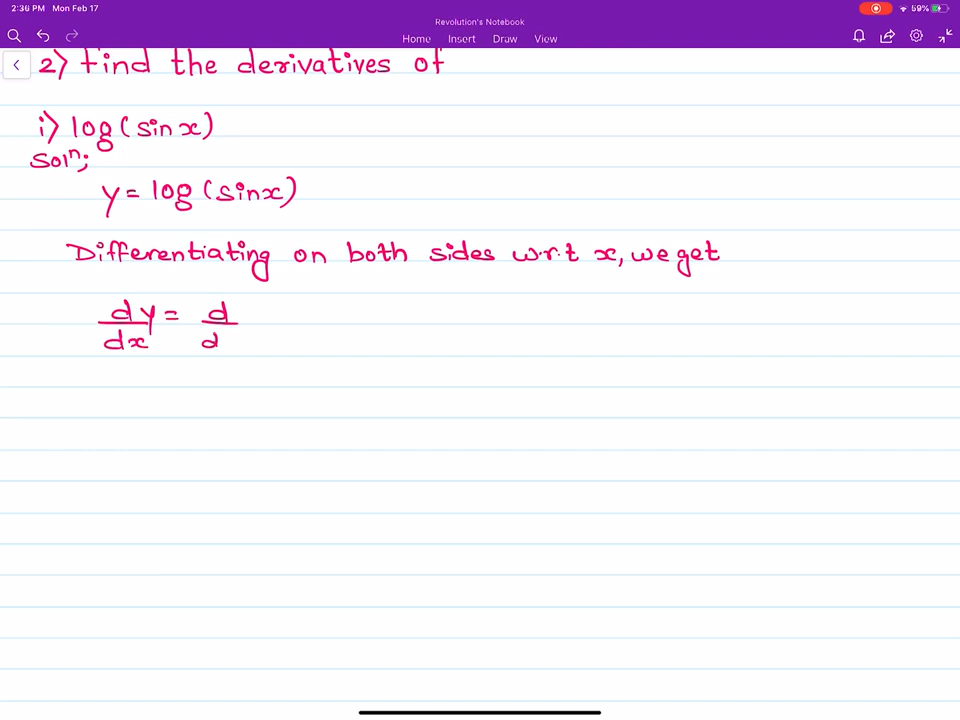 2:36 PM Mon Feb 17
59%
Revolution's Notebook
Home Insert Draw View
2) Find the derivatives of
i) log(sin x)
Solⁿ;
y = log (sinx)
Differentiating on both sides w.r.t x, we get
dy/dx = d/d